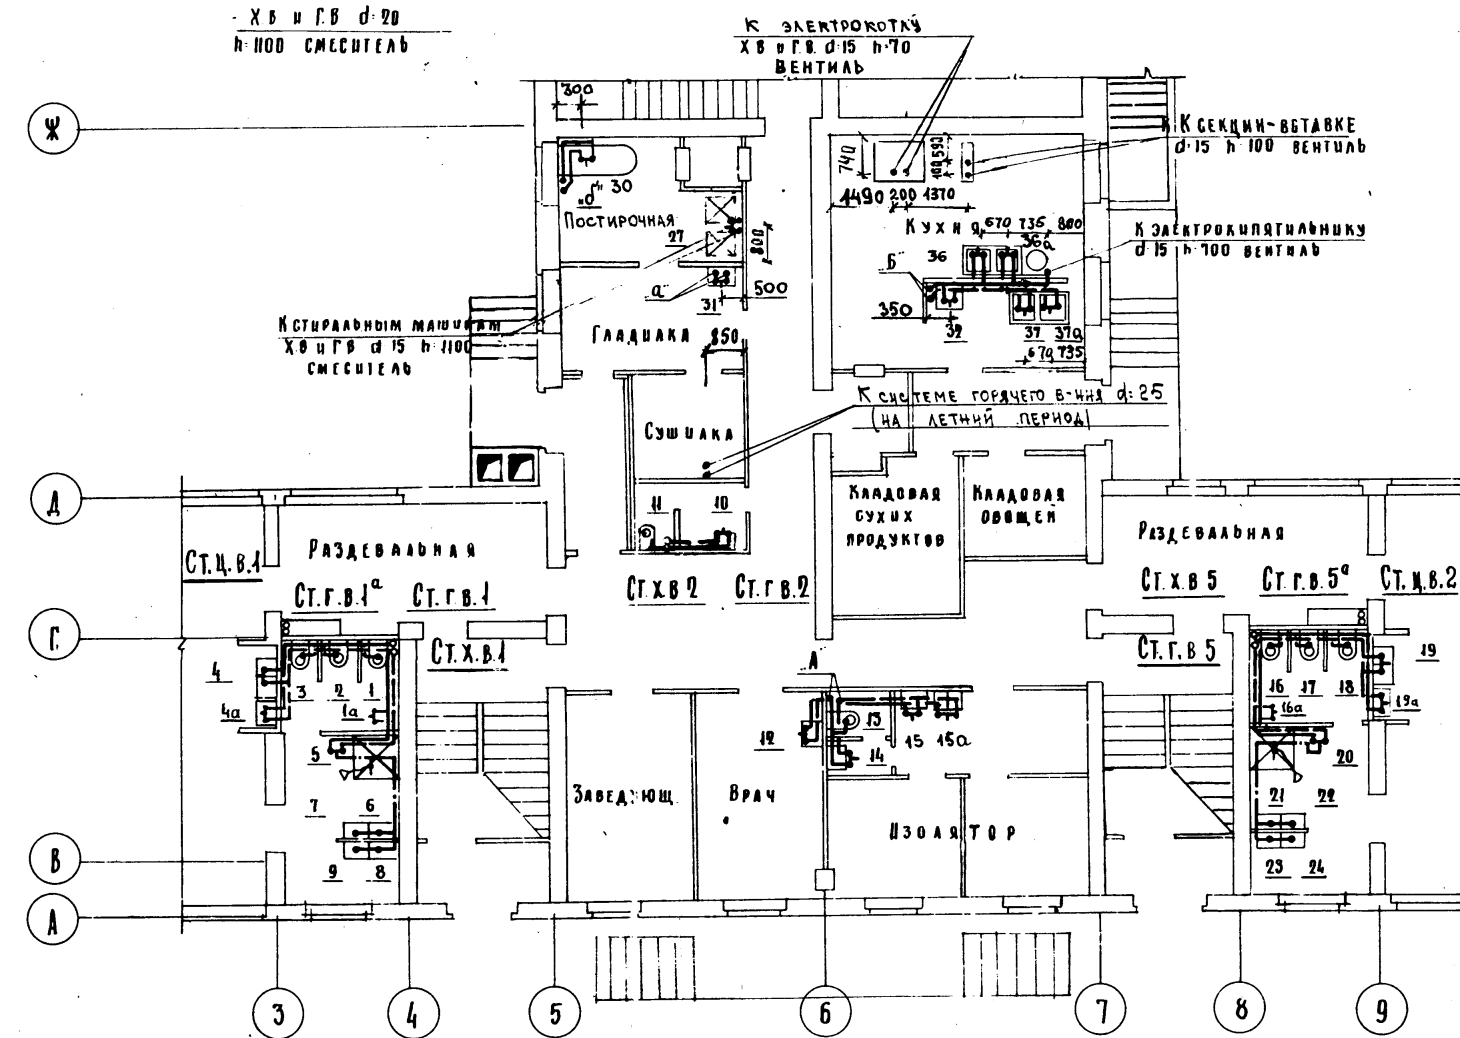 - Х В и Г.В d=20
h=1100 СМЕСИТЕЛЬ
К ЭЛЕКТРОКОТЛУ
ХВ и Г.В. d=15 h=70
ВЕНТИЛЬ
300
Ж
К СЕКЦИИ-ВСТАВКЕ
d=15 h=100 ВЕНТИЛЬ
740
590
100
1490 200 1370
30
"б"
ПОСТИРОЧНАЯ
27
800
КУХНЯ
670 735 800
К ЭЛЕКТРОКИПЯТИЛЬНИКУ
d=15 h=700 ВЕНТИЛЬ
36 36а
Б
а
31
500
350
32
37 37а
670 735
К СТИРАЛЬНЫМ МАШИНАМ
ХВ и ГВ d 15 h=1100
СМЕСИТЕЛЬ
ГЛАДИЛКА
850
К СИСТЕМЕ ГОРЯЧЕГО В-НИЯ d=25
(НА ЛЕТНИЙ ПЕРИОД)
СУШИЛКА
Д
11 10
КЛАДОВАЯ
СУХИХ
ПРОДУКТОВ
КЛАДОВАЯ
ОВОЩЕЙ
РАЗДЕВАЛЬНАЯ
РАЗДЕВАЛЬНАЯ
СТ.Ц.В.1
СТ.Г.В.1а
СТ.Г.В.1
СТ.ХВ2
СТ.ГВ.2
СТ.ХВ5
СТ.Г.В.5а
СТ.Ц.В.2
Г
СТ.Х.В.1
СТ.Г.В5
4
3 2 1
4а
1а
5
7 6
9 8
А
12
13
14
15 15а
19
16 17 18
16а
19а
20
21 22
23 24
ЗАВЕДУЮЩ.
ВРАЧ
ИЗОЛЯТОР
В
А
3 4 5 6 7 8 9